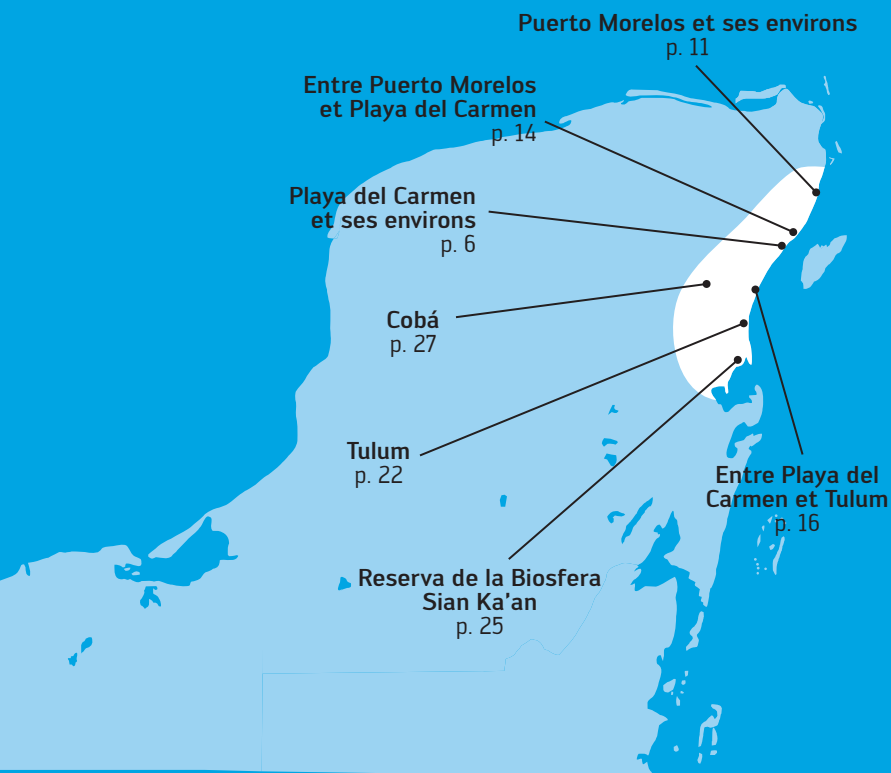 Puerto Morelos et ses environs
p. 11
Entre Puerto Morelos
et Playa del Carmen
p. 14
Playa del Carmen
et ses environs
p. 6
Cobá
p. 27
Tulum
p. 22
Entre Playa del
Carmen et Tulum
p. 16
Reserva de la Biosfera
Sian Ka’an
p. 25